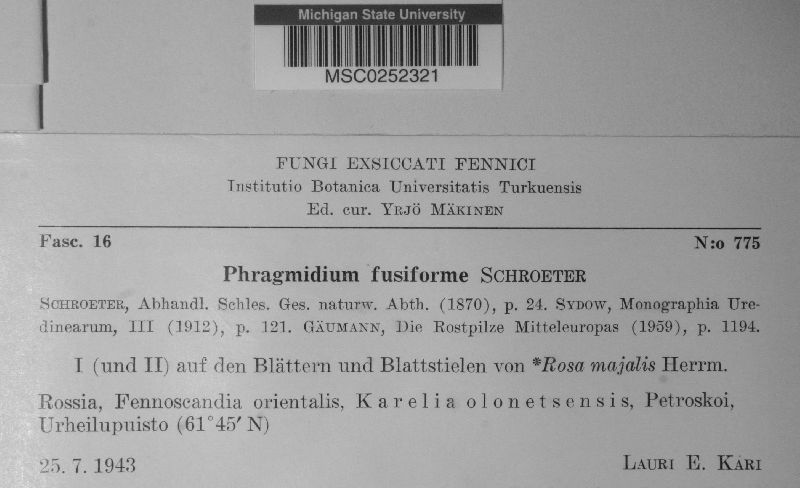 Michigan State University
MSC0252321
FUNGI EXSICCATI FENNICI
Institutio Botanica Universitatis Turkuensis
Ed. cur. YRJÖ MÄKINEN
Fasc. 16 N:o 775
Phragmidium fusiforme SCHROETER
SCHROETER, Abhandl. Schles. Ges. naturw. Abth. (1870), p. 24. SYDOW, Monographia Ure-
dinearum, III (1912), p. 121. GÄUMANN, Die Rostpilze Mitteleuropas (1959), p. 1194.
I (und II) auf den Blättern und Blattstielen von *Rosa majalis Herrm.
Rossia, Fennoscandia orientalis, Karelia olonetsensis, Petroskoi,
Urheilupuisto (61°45′ N)
25. 7. 1943 LAURI E. KARI